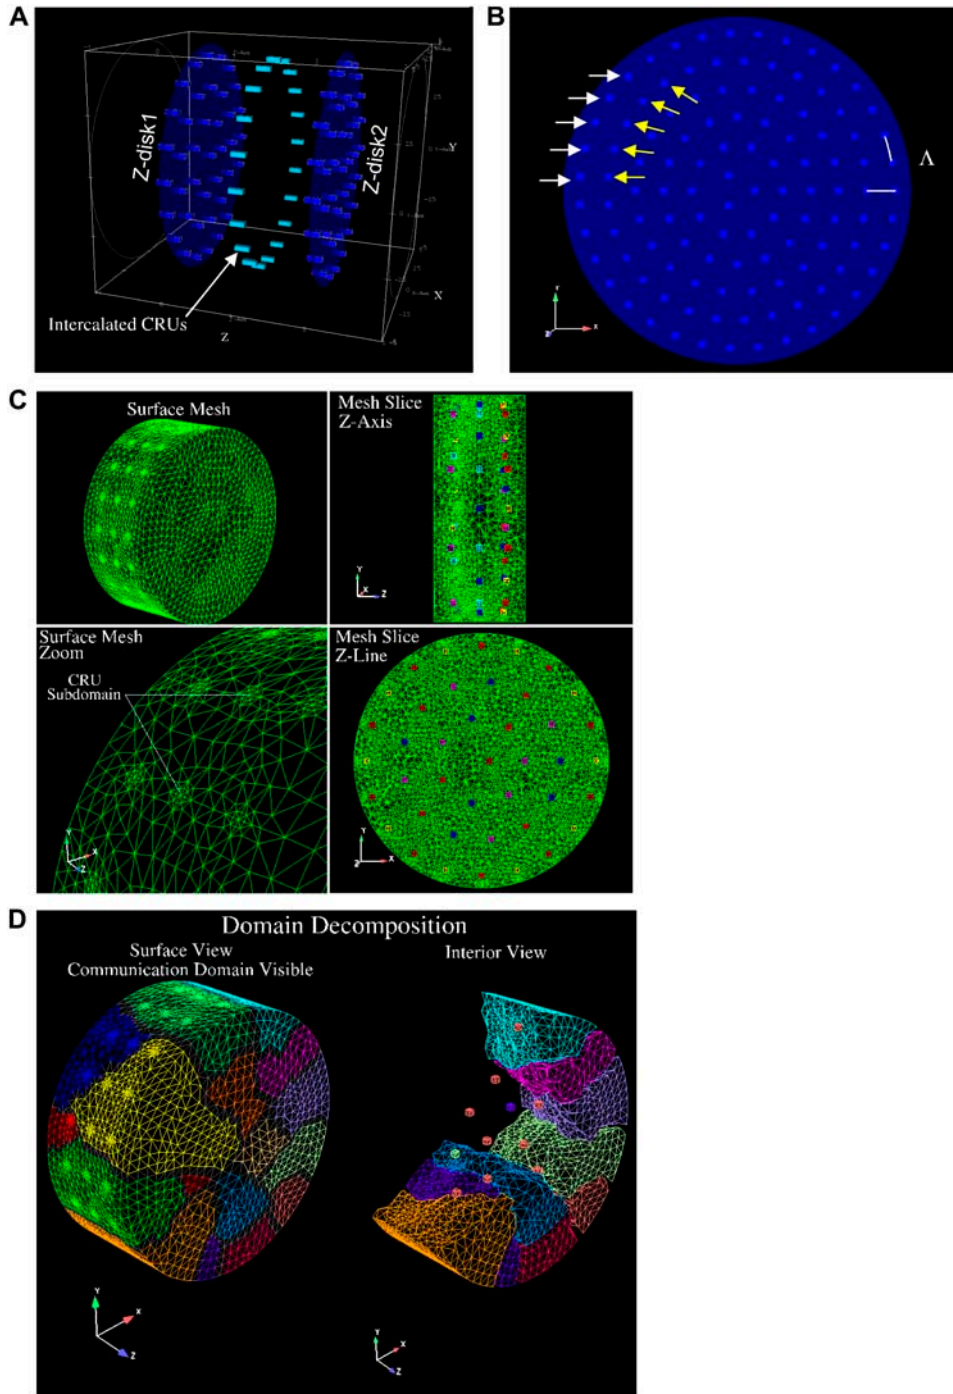 A
Z-disk1
Z-disk2
Y
X
Z
Intercalated CRUs
B
Λ
Y
Z
X
C
Surface Mesh
Mesh Slice
Z-Axis
Y
X
Z
Surface Mesh
Zoom
CRU
Subdomain
Y
X
Z
Mesh Slice
Z-Line
Y
Z
X
D
Domain Decomposition
Surface View
Communication Domain Visible
Interior View
Y
X
Z
Y
X
Z